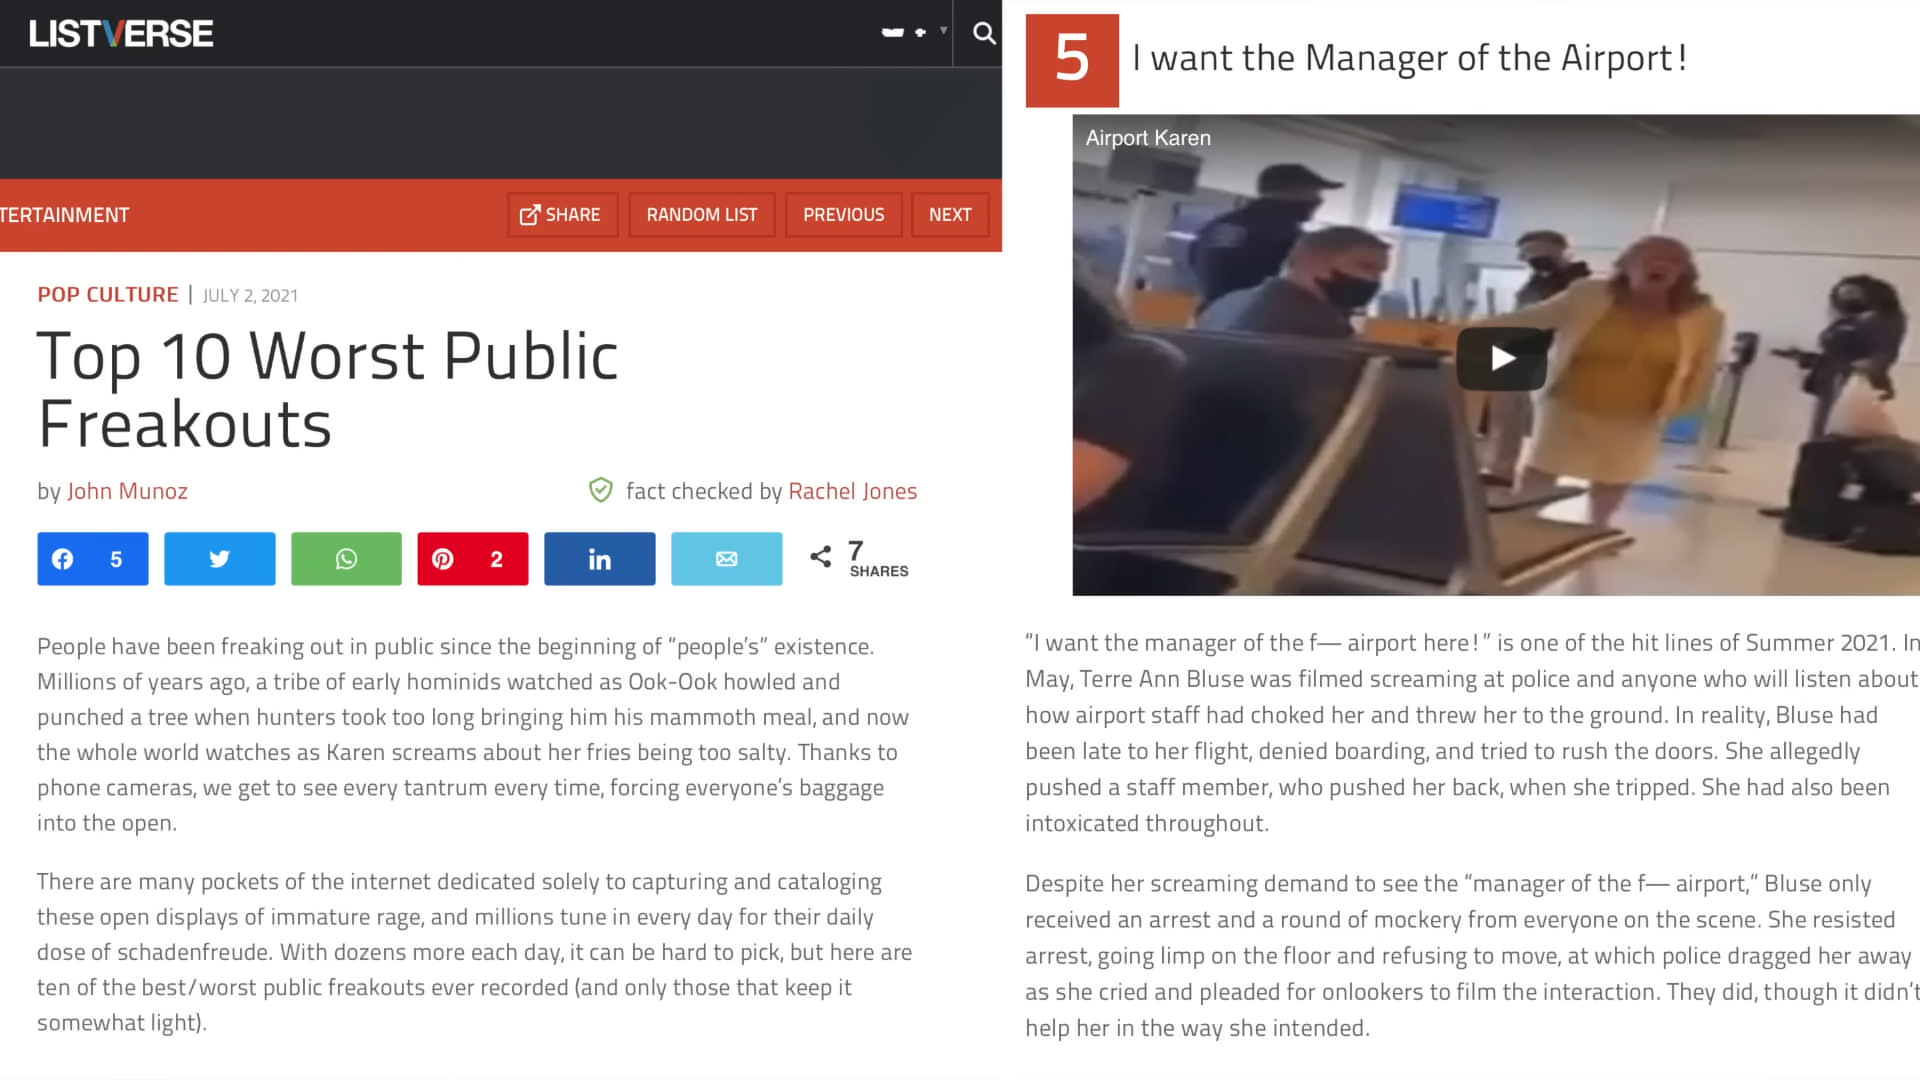 LISTVERSE
TERTAINMENT
SHARE
RANDOM LIST
PREVIOUS
NEXT
POP CULTURE | JULY 2, 2021
Top 10 Worst Public
Freakouts
by John Munoz
fact checked by Rachel Jones
5
2
in
7
SHARES
People have been freaking out in public since the beginning of “people’s” existence.
Millions of years ago, a tribe of early hominids watched as Ook-Ook howled and
punched a tree when hunters took too long bringing him his mammoth meal, and now
the whole world watches as Karen screams about her fries being too salty. Thanks to
phone cameras, we get to see every tantrum every time, forcing everyone’s baggage
into the open.
There are many pockets of the internet dedicated solely to capturing and cataloging
these open displays of immature rage, and millions tune in every day for their daily
dose of schadenfreude. With dozens more each day, it can be hard to pick, but here are
ten of the best/worst public freakouts ever recorded (and only those that keep it
somewhat light).
5
I want the Manager of the Airport!
Airport Karen
“I want the manager of the f— airport here!” is one of the hit lines of Summer 2021. In
May, Terre Ann Bluse was filmed screaming at police and anyone who will listen about
how airport staff had choked her and threw her to the ground. In reality, Bluse had
been late to her flight, denied boarding, and tried to rush the doors. She allegedly
pushed a staff member, who pushed her back, when she tripped. She had also been
intoxicated throughout.
Despite her screaming demand to see the “manager of the f— airport,” Bluse only
received an arrest and a round of mockery from everyone on the scene. She resisted
arrest, going limp on the floor and refusing to move, at which police dragged her away
as she cried and pleaded for onlookers to film the interaction. They did, though it didn’t
help her in the way she intended.